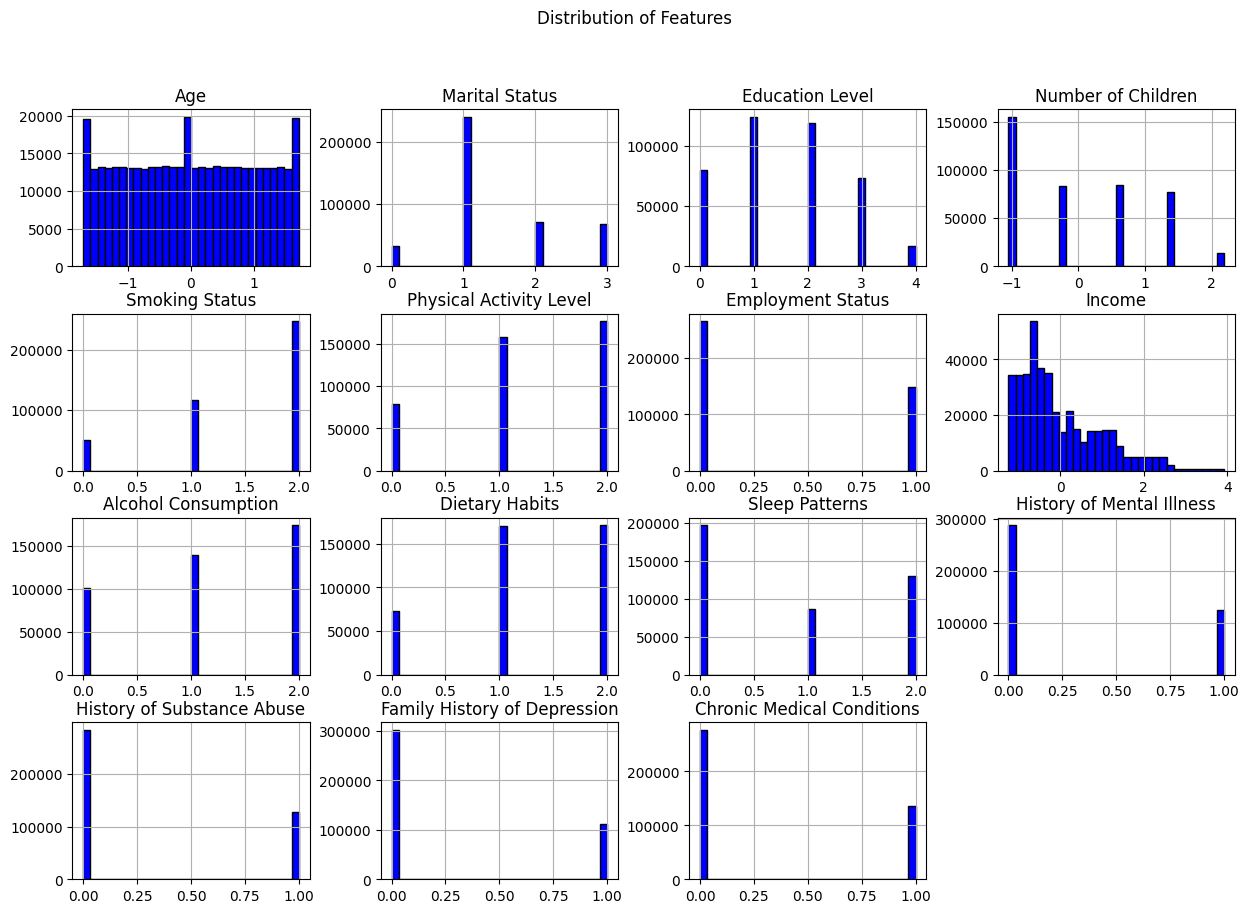 Distribution of Features
Age
20000
15000
10000
5000
0
−1 0 1
Marital Status
200000
100000
0
0 1 2 3
Education Level
100000
50000
0
0 1 2 3 4
Number of Children
150000
100000
50000
0
−1 0 1 2
Smoking Status
200000
100000
0
0.0 0.5 1.0 1.5 2.0
Physical Activity Level
150000
100000
50000
0
0.0 0.5 1.0 1.5 2.0
Employment Status
200000
100000
0
0.00 0.25 0.50 0.75 1.00
Income
40000
20000
0
0 2 4
Alcohol Consumption
150000
100000
50000
0
0.0 0.5 1.0 1.5 2.0
Dietary Habits
150000
100000
50000
0
0.0 0.5 1.0 1.5 2.0
Sleep Patterns
200000
150000
100000
50000
0
0.0 0.5 1.0 1.5 2.0
History of Mental Illness
300000
200000
100000
0
0.00 0.25 0.50 0.75 1.00
History of Substance Abuse
200000
100000
0
0.00 0.25 0.50 0.75 1.00
Family History of Depression
300000
200000
100000
0
0.00 0.25 0.50 0.75 1.00
Chronic Medical Conditions
200000
100000
0
0.00 0.25 0.50 0.75 1.00